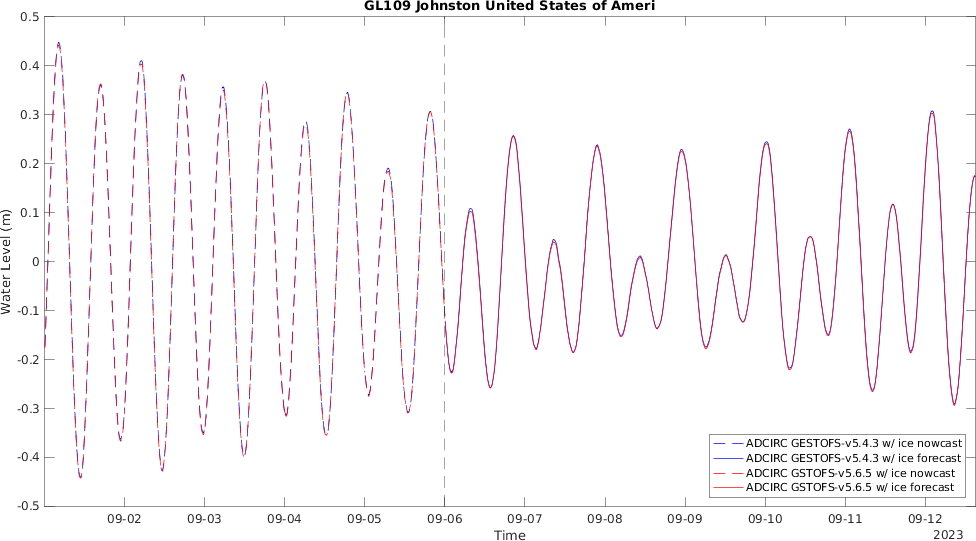 GL109 Johnston United States of Ameri
0.5
0.4
0.3
0.2
0.1
0
-0.1
-0.2
-0.3
-0.4
-0.5
Water Level (m)
09-02 09-03 09-04 09-05 09-06 09-07 09-08 09-09 09-10 09-11 09-12
Time
2023
ADCIRC GESTOFS-v5.4.3 w/ ice nowcast
ADCIRC GESTOFS-v5.4.3 w/ ice forecast
ADCIRC GSTOFS-v5.6.5 w/ ice nowcast
ADCIRC GSTOFS-v5.6.5 w/ ice forecast